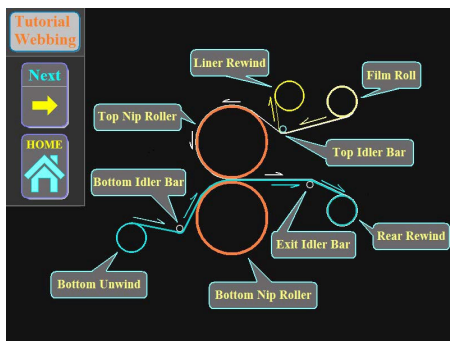 Tutorial
Webbing
Next
HOME
Liner Rewind
Film Roll
Top Nip Roller
Top Idler Bar
Bottom Idler Bar
Exit Idler Bar
Rear Rewind
Bottom Unwind
Bottom Nip Roller